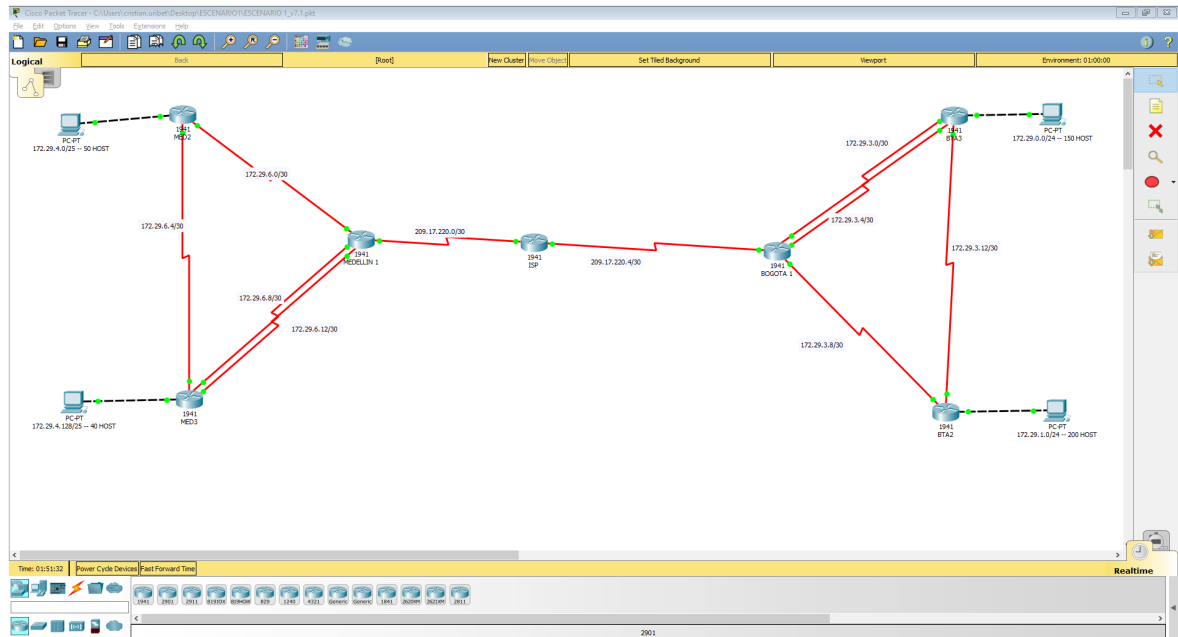 Cisco Packet Tracer - C:\Users\cristian.uribet\Desktop\ESCENARIO1\ESCENARIO 1_v7.1.pkt
File Edit Options View Tools Extensions Help
Logical Back [Root] New Cluster Move Object Set Tiled Background Viewport Environment: 01:00:00
1941
MED2
PC-PT
172.29.4.0/25 -- 50 HOST
172.29.6.0/30
172.29.6.4/30
1941
MEDELLIN 1
209.17.220.0/30
1941
ISP
209.17.220.4/30
1941
BOGOTA 1
172.29.3.0/30
172.29.3.4/30
1941
BTA3
PC-PT
172.29.0.0/24 -- 150 HOST
172.29.3.12/30
172.29.6.8/30
172.29.6.12/30
172.29.3.8/30
PC-PT
172.29.4.128/25 -- 40 HOST
1941
MED3
1941
BTA2
PC-PT
172.29.1.0/24 -- 200 HOST
Time: 01:51:32 Power Cycle Devices Fast Forward Time Realtime
1941 2901 2911 819IOX 819HGW 829 1240 4321 Generic Generic 1841 2620XM 2621XM 2811
2901